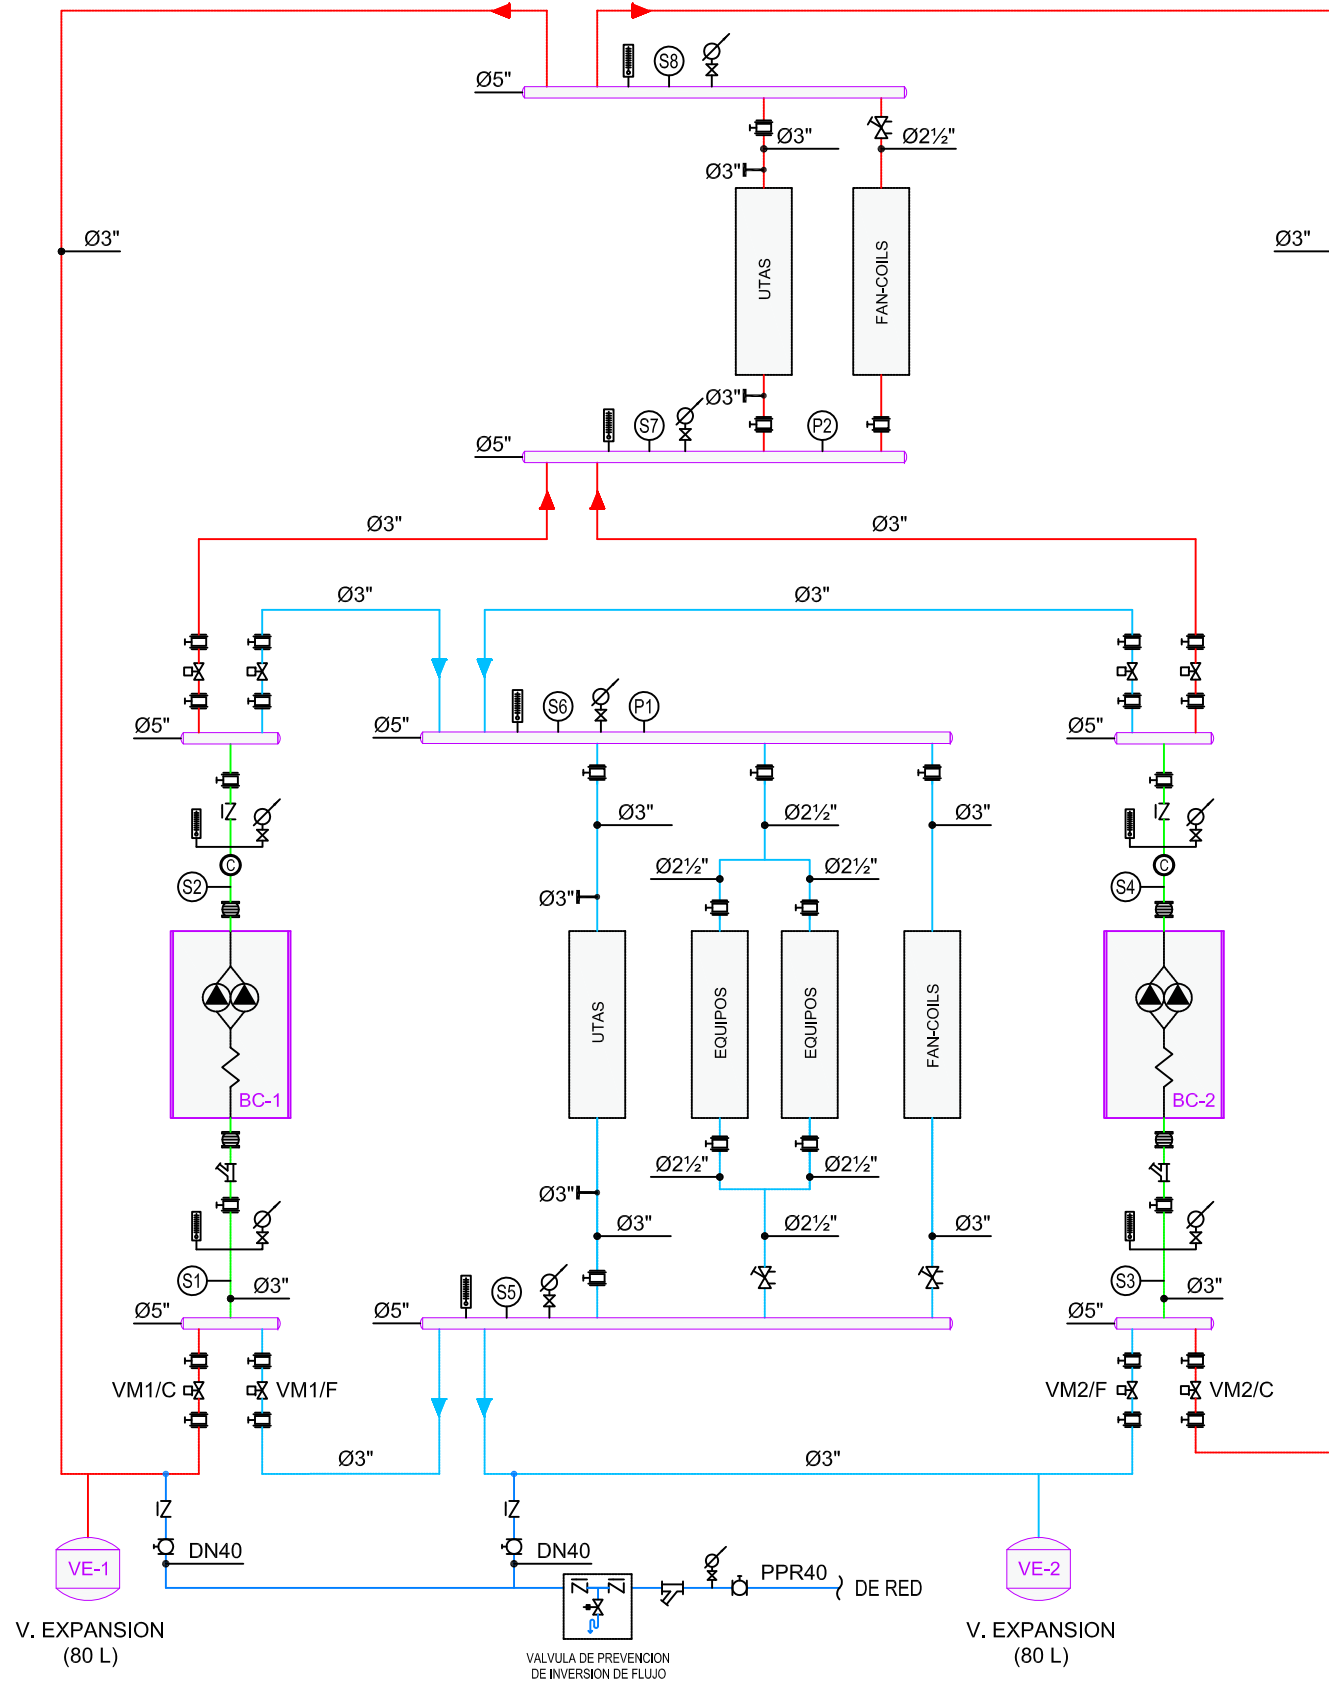 S8
Ø5"
Ø3"
Ø2½"
Ø3"
UTAS
FAN-COILS
Ø3"
Ø3"
Ø3"
S7
P2
Ø5"
Ø3"
Ø3"
Ø3"
Ø3"
S6
P1
Ø5"
Ø5"
Ø5"
Ø3"
Ø2½"
Ø3"
C
C
S2
Ø2½"
Ø2½"
S4
Ø3"
UTAS
EQUIPOS
EQUIPOS
FAN-COILS
BC-1
BC-2
Ø2½"
Ø2½"
Ø3"
Ø3"
Ø2½"
Ø3"
S1
Ø3"
S5
S3
Ø3"
Ø5"
Ø5"
Ø5"
VM1/C
VM1/F
VM2/F
VM2/C
Ø3"
Ø3"
DN40
DN40
VE-1
PPR40
DE RED
VE-2
V. EXPANSION
(80 L)
VALVULA DE PREVENCION
DE INVERSION DE FLUJO
V. EXPANSION
(80 L)